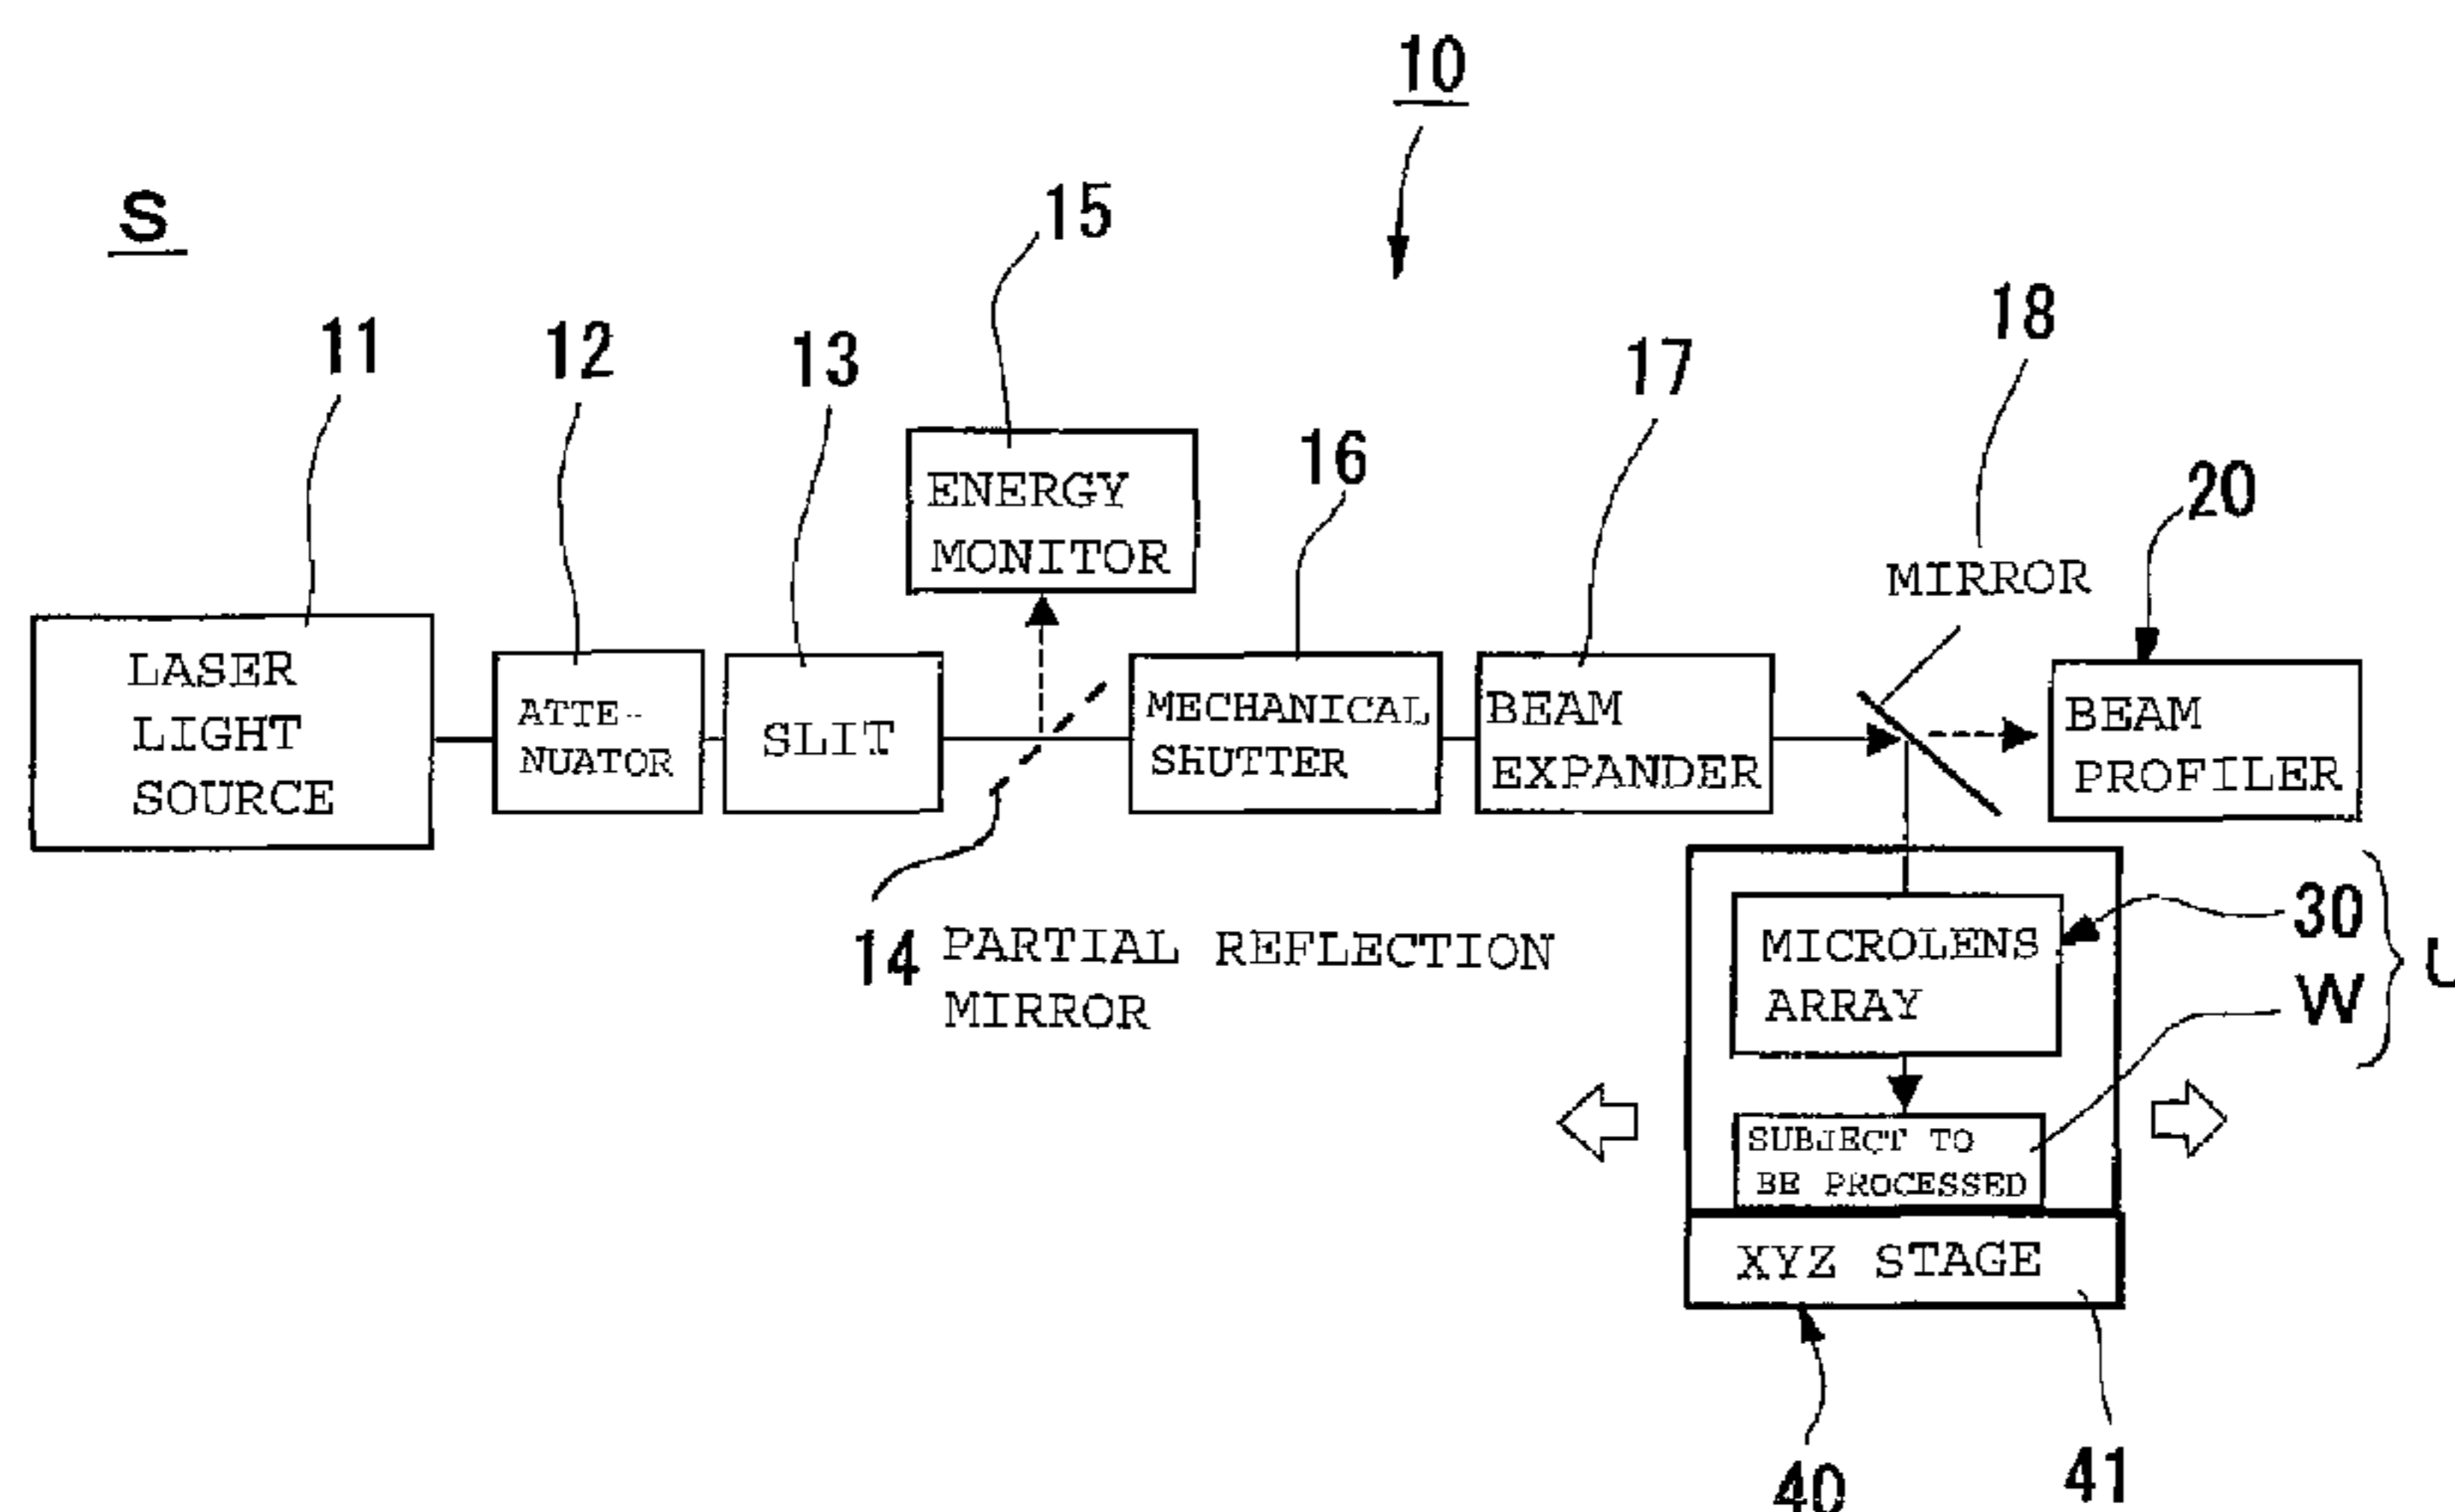 10
S
15
18
11
12
13
17
16
20
ENERGY
MONITOR
MIRROR
LASER
LIGHT
SOURCE
ATTE-
NUATOR
SLIT
MECHANICAL
SHUTTER
BEAM
EXPANDER
BEAM
PROFILER
14 PARTIAL REFLECTION
MIRROR
MICROLENS
ARRAY
30
W
SUBJECT TO
BE PROCESSED
XYZ STAGE
40
41